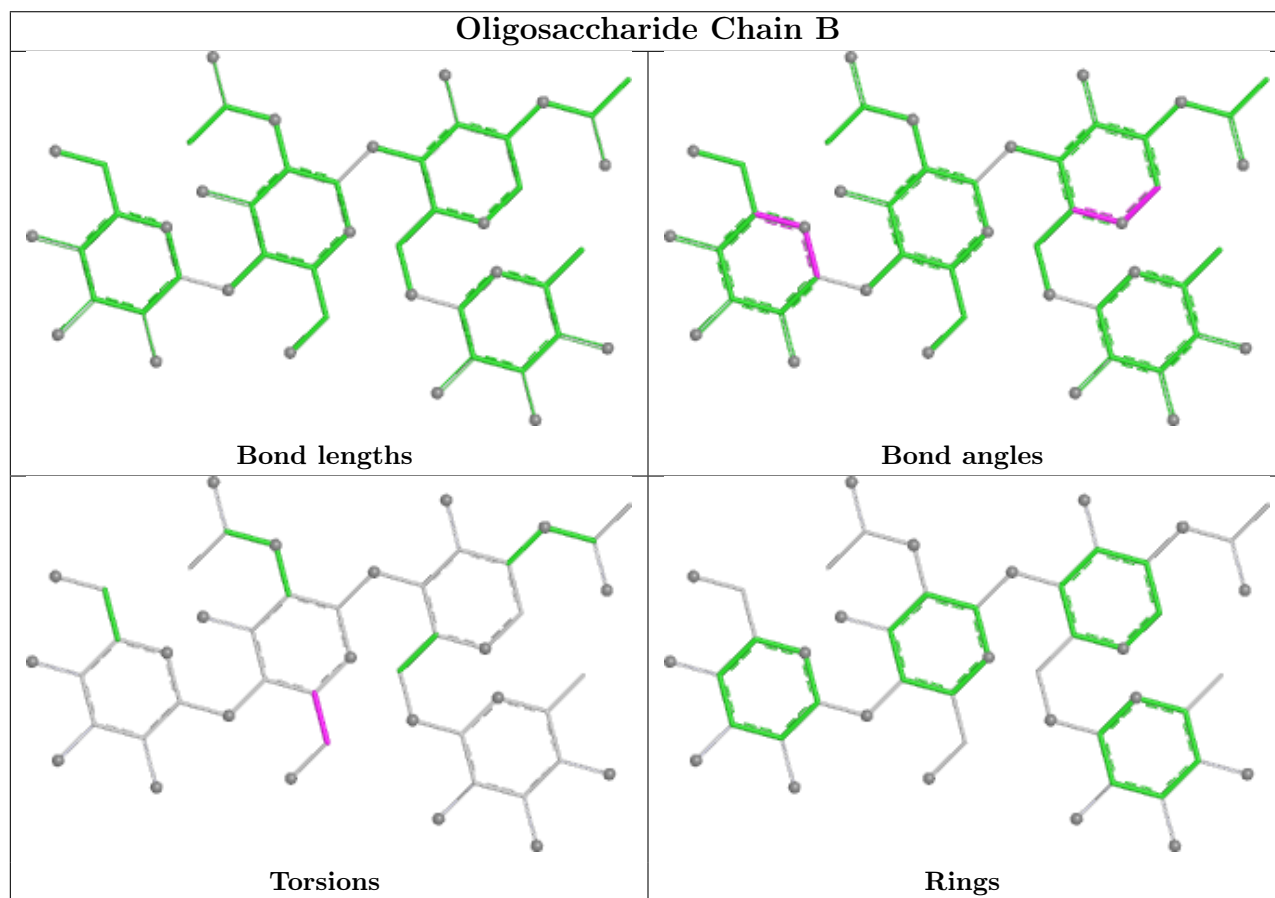 Oligosaccharide Chain B
Bond lengths
Bond angles
Torsions
Rings